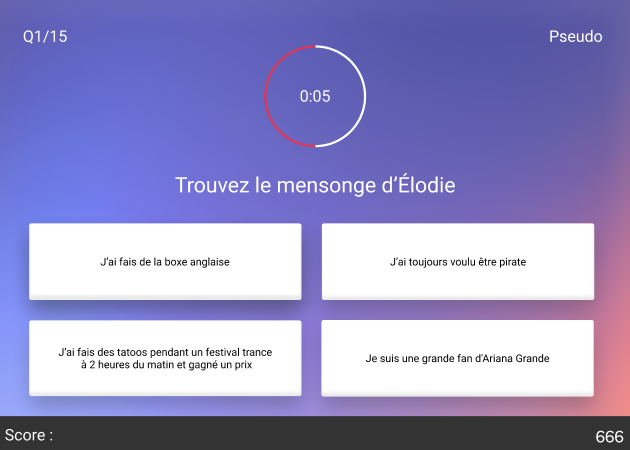 Q1/15
Pseudo
0:05
Trouvez le mensonge d'Élodie
J'ai fais de la boxe anglaise
J'ai toujours voulu être pirate
J'ai fais des tatoos pendant un festival trance
à 2 heures du matin et gagné un prix
Je suis une grande fan d'Ariana Grande
Score :
666